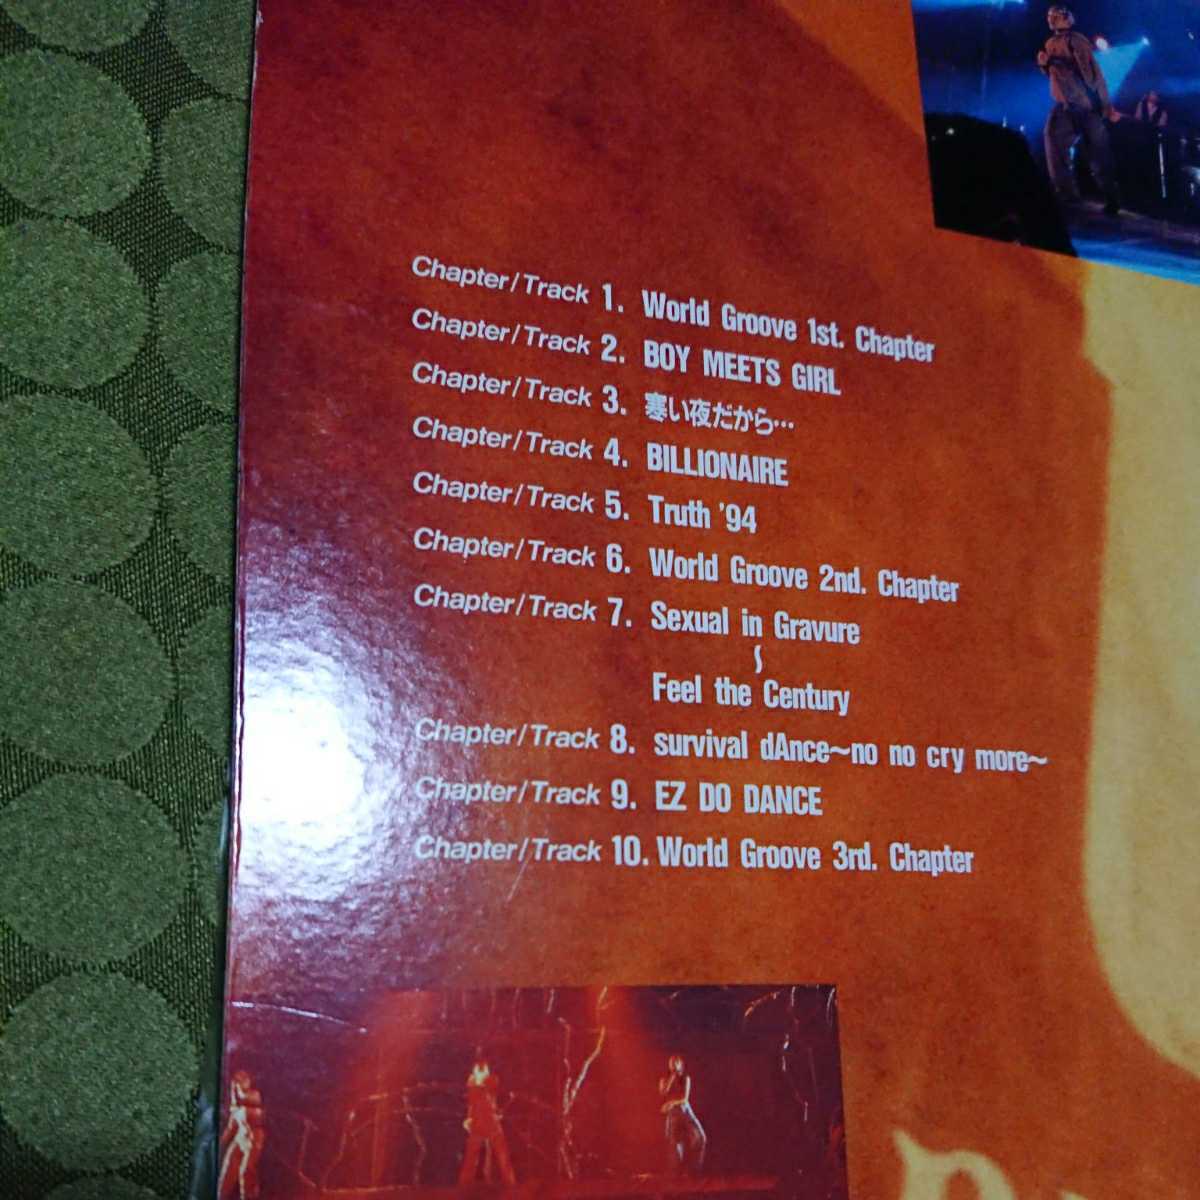 Chapter/Track 1. World Groove 1st. Chapter
Chapter/Track 2. BOY MEETS GIRL
Chapter/Track 3. 寒い夜だから…
Chapter/Track 4. BILLIONAIRE
Chapter/Track 5. Truth '94
Chapter/Track 6. World Groove 2nd. Chapter
Chapter/Track 7. Sexual in Gravure
~
Feel the Century
Chapter/Track 8. survival dAnce~no no cry more~
Chapter/Track 9. EZ DO DANCE
Chapter/Track 10. World Groove 3rd. Chapter